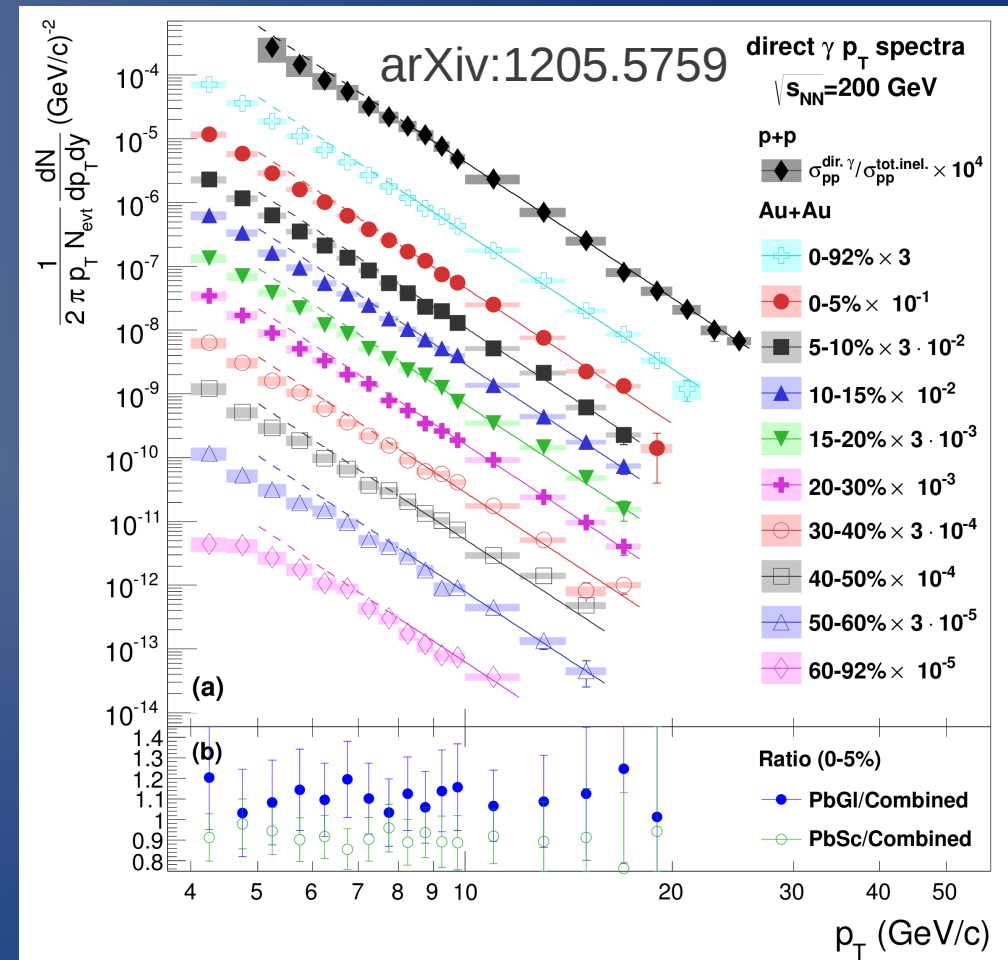 arXiv:1205.5759
direct γ p_T spectra
√s_NN=200 GeV
1 / 2 π p_T N_evt dN / dp_T dy (GeV/c)^-2
p+p
σ_pp^dir. γ/σ_pp^tot.inel. × 10^4
Au+Au
0-92% × 3
0-5% × 10^-1
5-10% × 3 · 10^-2
10-15% × 10^-2
15-20% × 3 · 10^-3
20-30% × 10^-3
30-40% × 3 · 10^-4
40-50% × 10^-4
50-60% × 3 · 10^-5
60-92% × 10^-5
10^-4
10^-5
10^-6
10^-7
10^-8
10^-9
10^-10
10^-11
10^-12
10^-13
10^-14
(a)
(b)
1.4
1.3
1.2
1.1
1
0.9
0.8
Ratio (0-5%)
PbGl/Combined
PbSc/Combined
4 5 6 7 8 9 10 20 30 40 50
p_T (GeV/c)